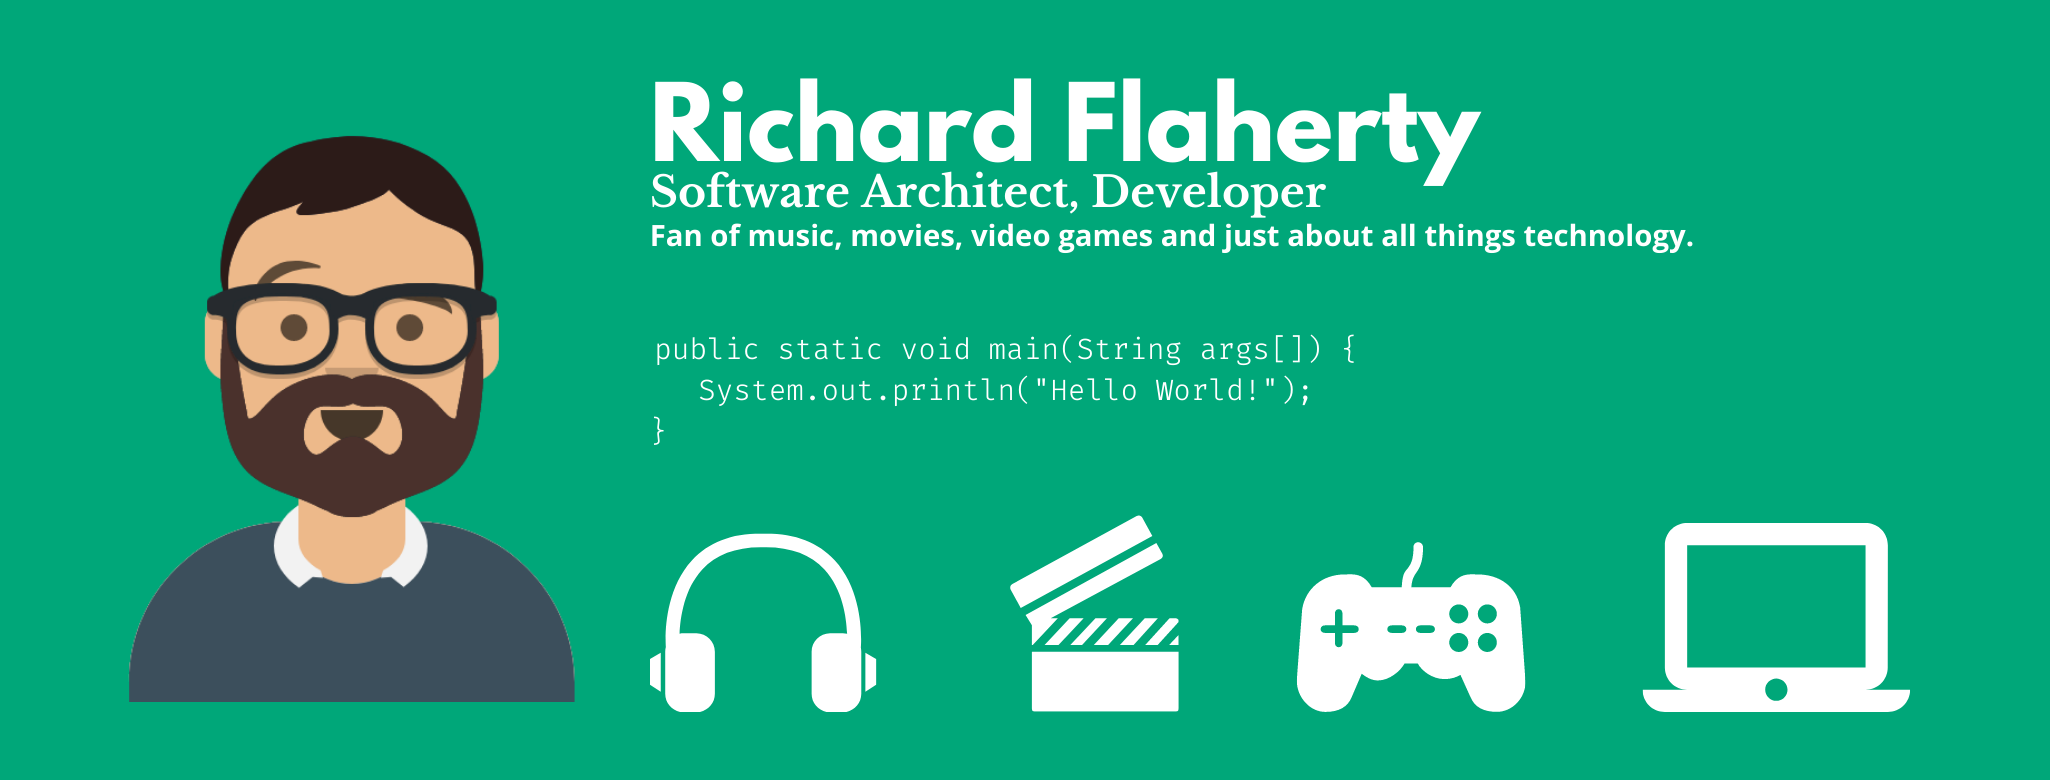 Richard Flaherty
Software Architect, Developer
Fan of music, movies, video games and just about all things technology.
public static void main(String args[]) {
System.out.println("Hello World!");
}